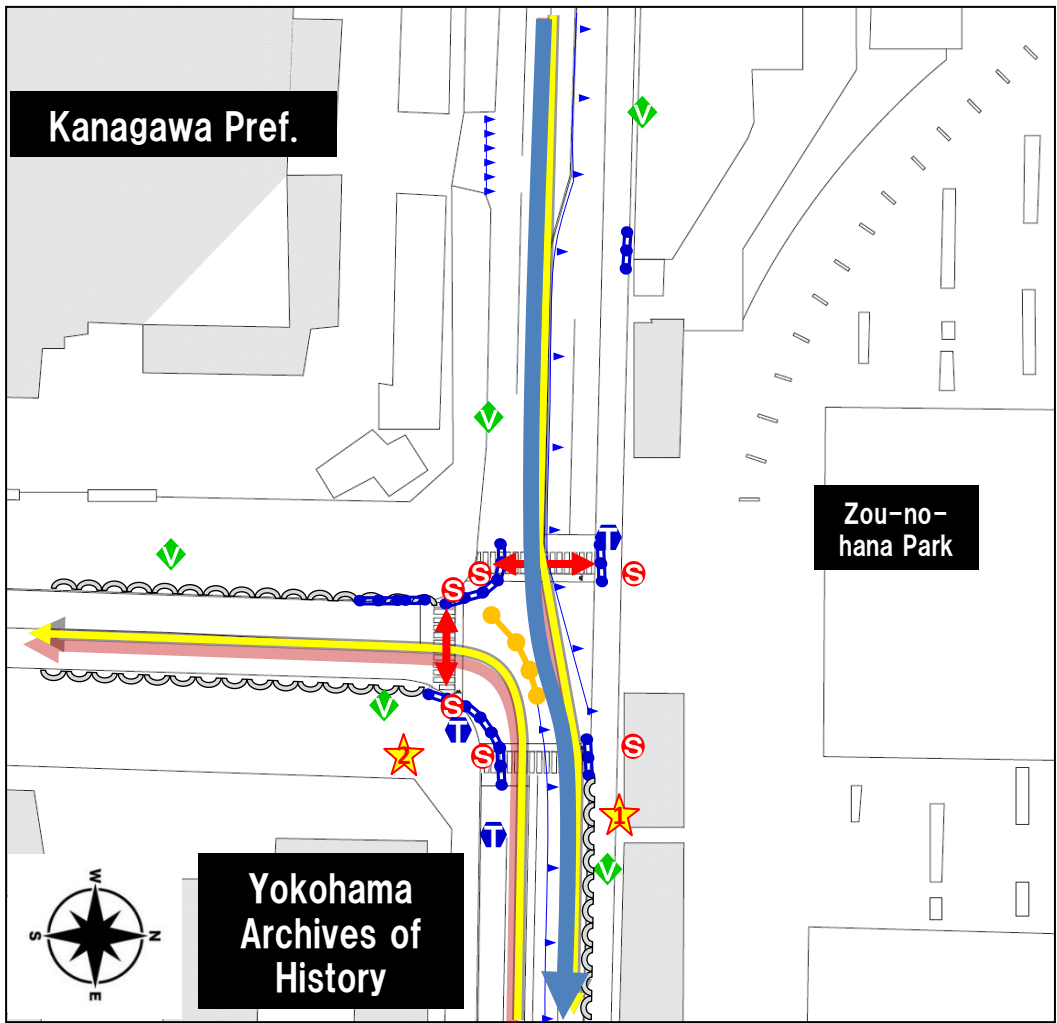 Kanagawa Pref.
V
V
Zou-no-
hana Park
T
V
S
S
S
V
S
T
S
S
2
1
T
V
Yokohama
Archives of
History
W
S
N
E